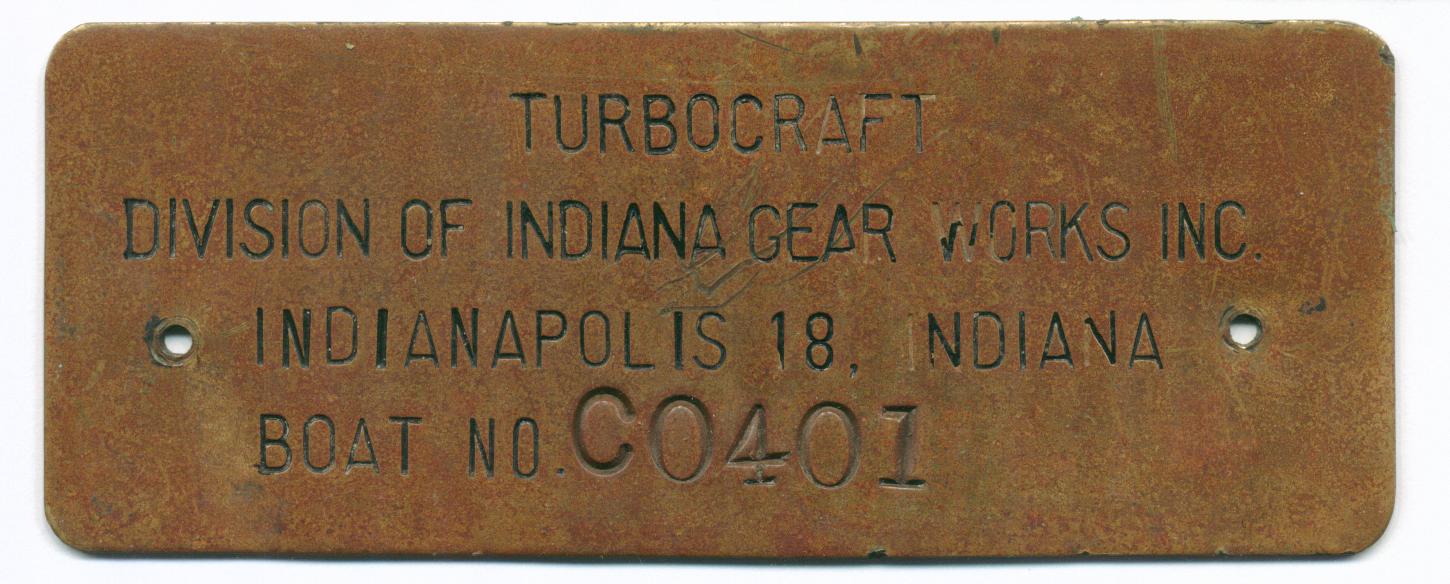 TURBOCRAFT
DIVISION OF INDIANA GEAR WORKS INC.
INDIANAPOLIS 18, INDIANA
BOAT NO. C0401